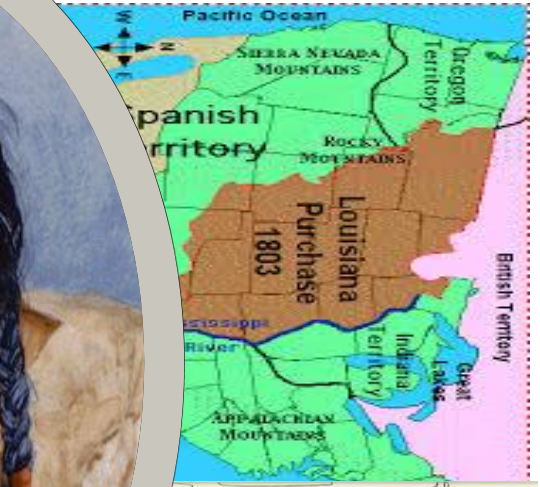 Pacific Ocean
W
N
E
SIERRA NEVADA
MOUNTAINS
Oregon
Territory
Spanish
rritory
ROCKY
MOUNTAINS
Louisiana
Purchase
1803
British Territory
ssissippi
River
Indiana
Territory
Great
Lakes
APPALACHIAN
MOUNTAINS